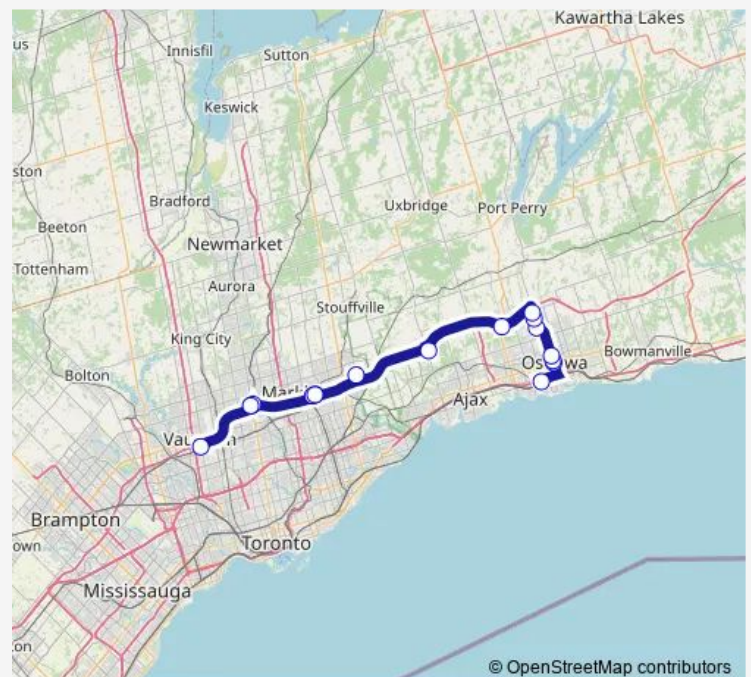 Kawartha Lakes
us
Innisfil
Sutton
Keswick
ston
Bradford
Uxbridge
Port Perry
Beeton
Newmarket
Tottenham
Aurora
Stouffville
King City
Bowmanville
Bolton
Ajax
Brampton
Toronto
own
Mississauga
on
© OpenStreetMap contributors